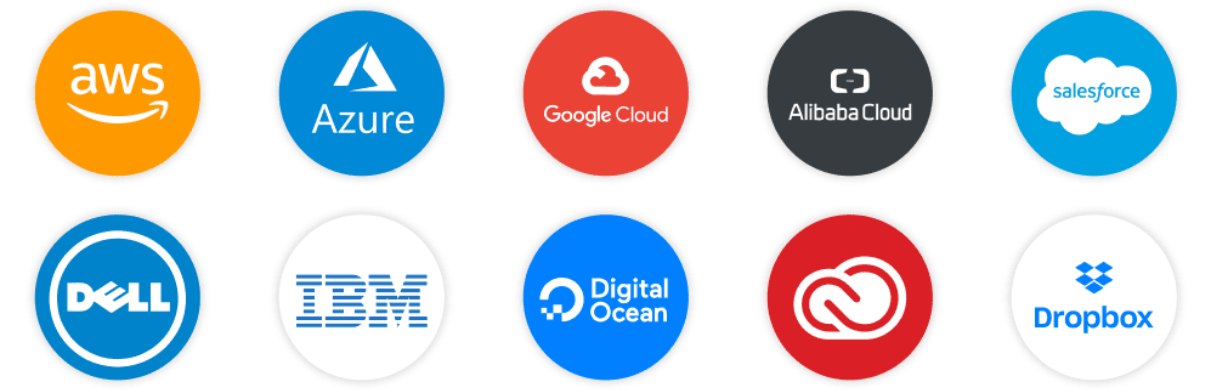 aws
Azure
Google Cloud
Alibaba Cloud
salesforce
DELL
IBM
Digital
Ocean
Dropbox